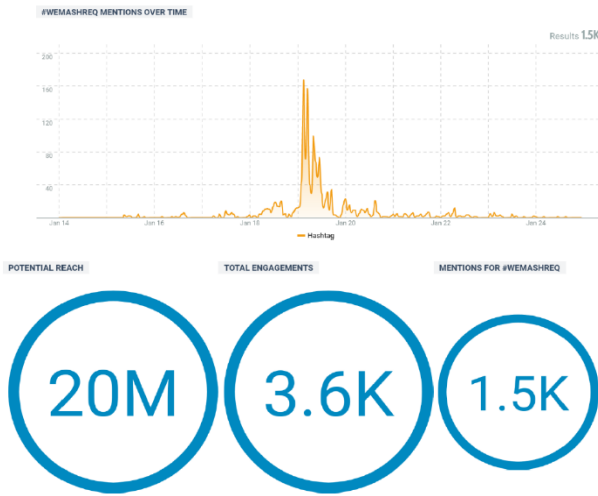 #WEMASHREQ MENTIONS OVER TIME
Results 1.5K
200
160
120
80
40
Jan 14 Jan 16 Jan 18 Jan 20 Jan 22 Jan 24
Hashtag
POTENTIAL REACH TOTAL ENGAGEMENTS MENTIONS FOR #WEMASHREQ
20M 3.6K 1.5K